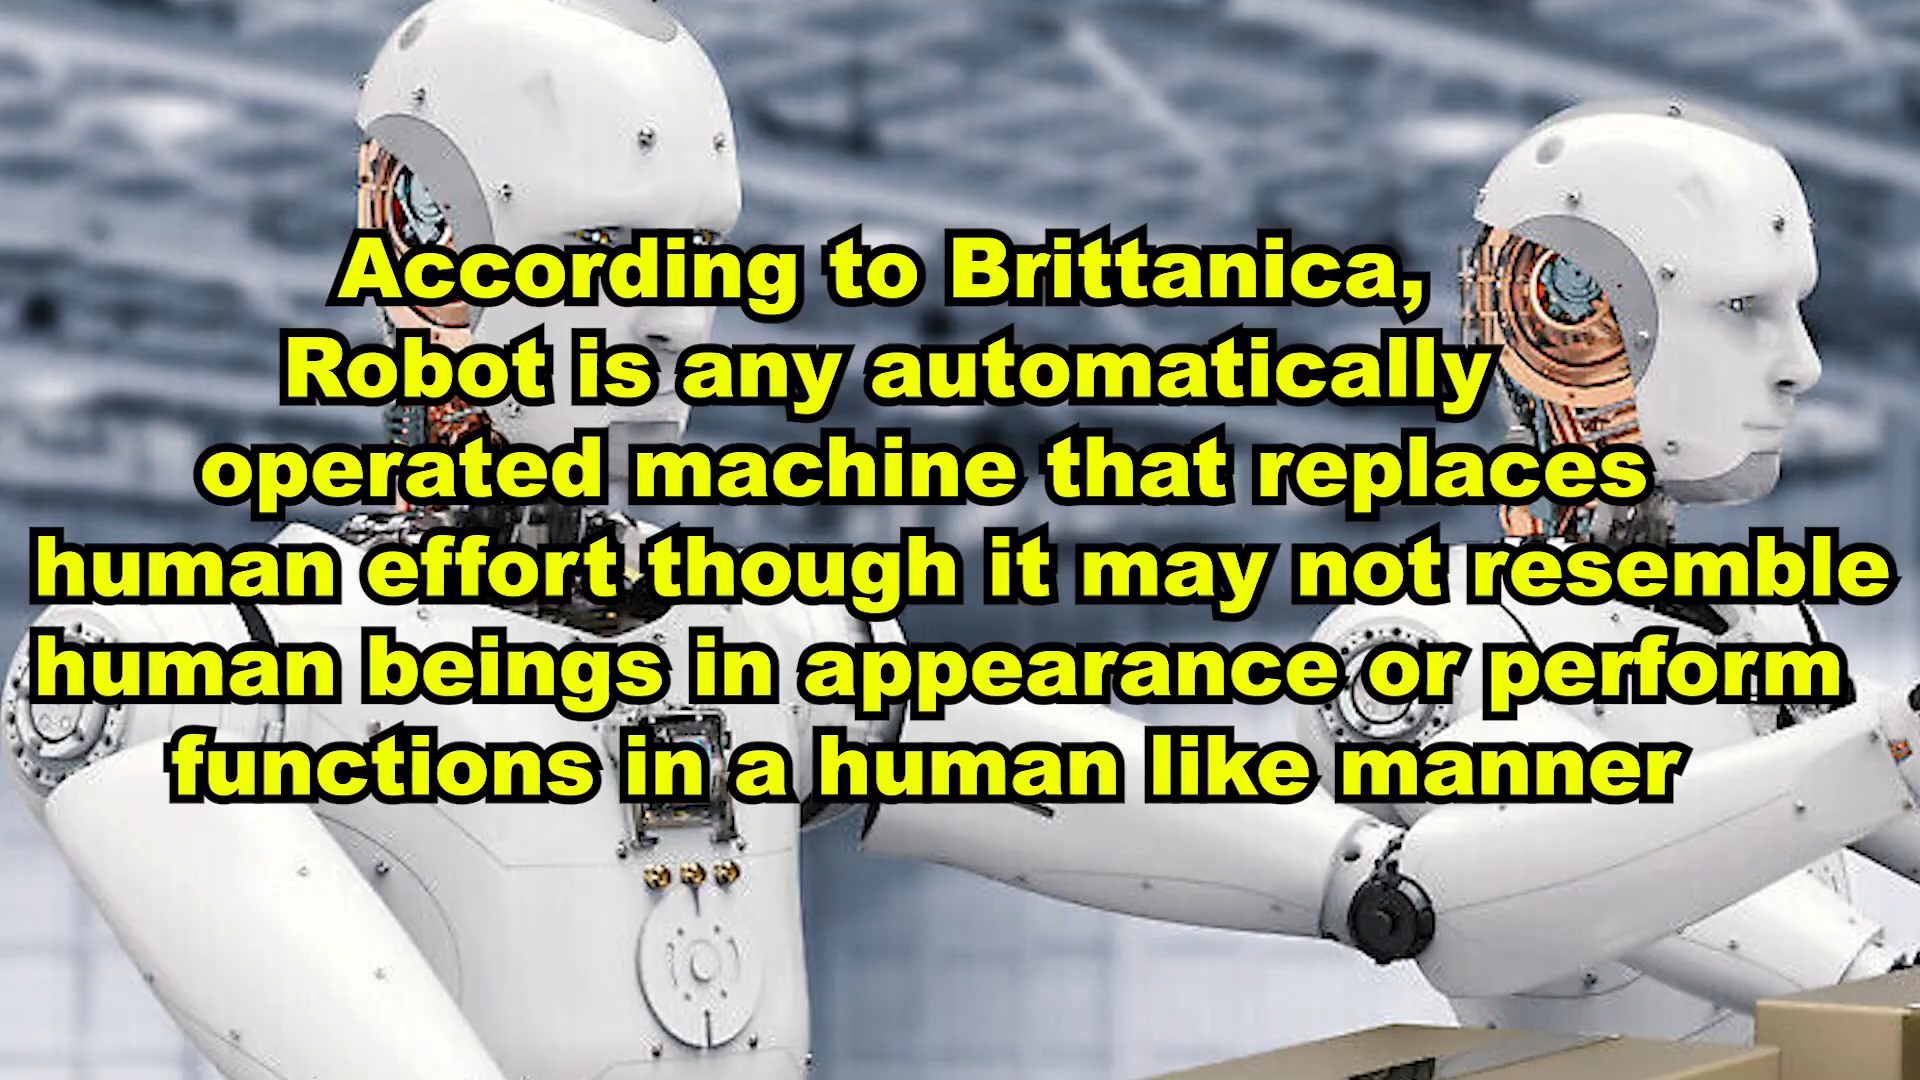 According to Brittanica,
Robot is any automatically
operated machine that replaces
human effort though it may not resemble
human beings in appearance or perform
functions in a human like manner